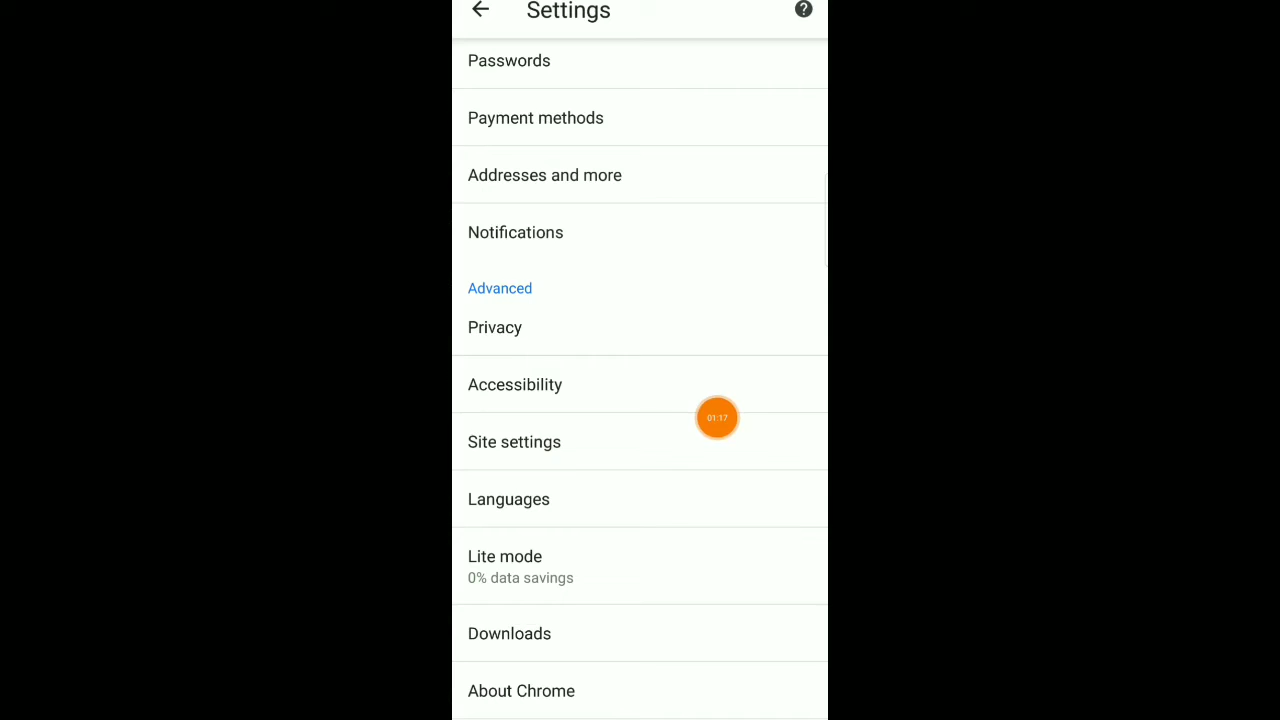 Settings
Passwords
Payment methods
Addresses and more
Notifications
Advanced
Privacy
Accessibility
01:17
Site settings
Languages
Lite mode
0% data savings
Downloads
About Chrome